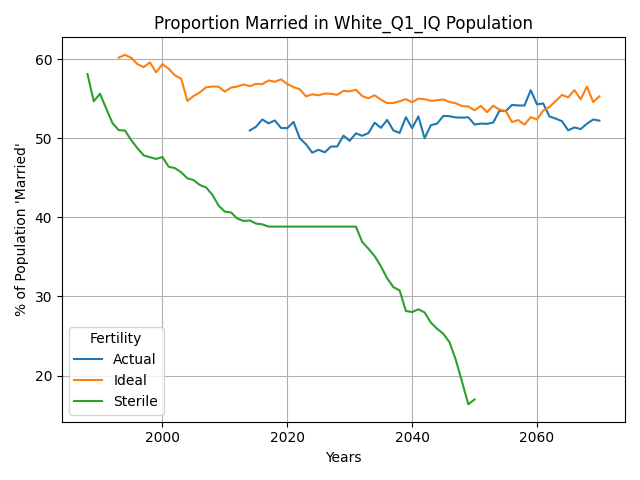 Proportion Married in White_Q1_IQ Population
% of Population 'Married'
60
50
40
30
20
Fertility
Actual
Ideal
Sterile
2000
2020
2040
2060
Years